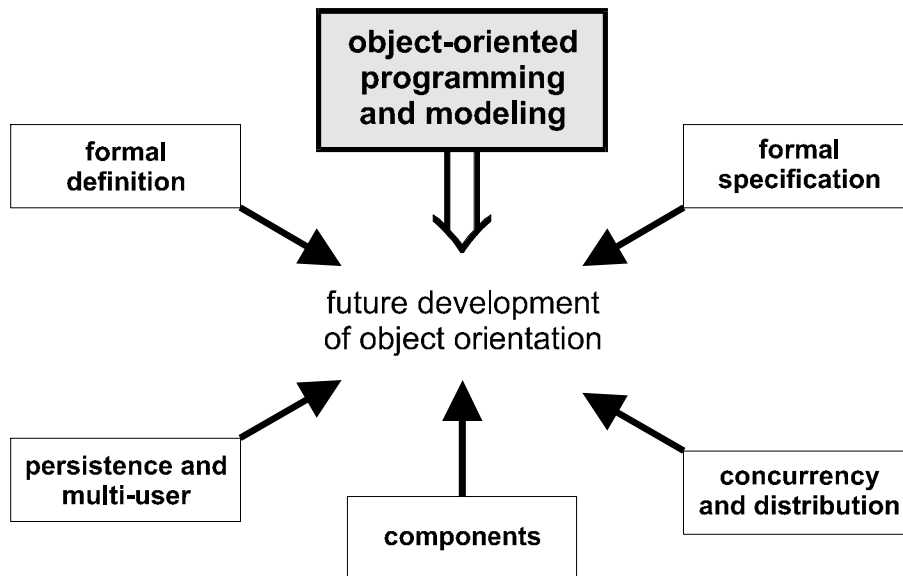 object-oriented
programming
and modeling
formal
definition
formal
specification
future development
of object orientation
persistence and
multi-user
components
concurrency
and distribution